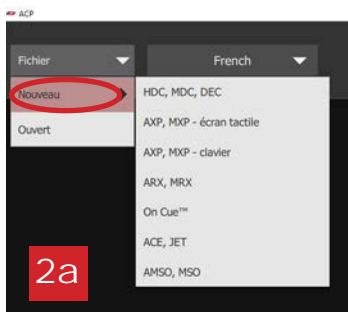 ACP
Fichier French
Nouveau HDC, MDC, DEC
Ouvert AXP, MXP - écran tactile
AXP, MXP - clavier
ARX, MRX
On Cue™
ACE, JET
AMSO, MSO
2a